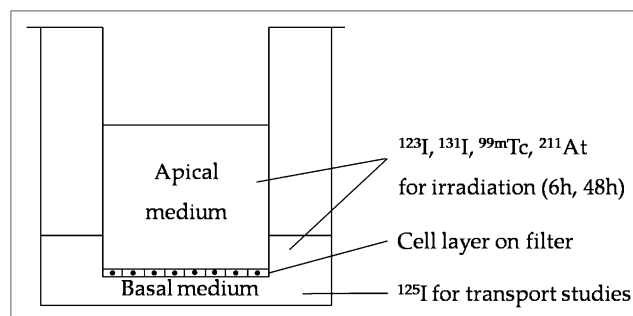 Apical
medium
Basal medium
¹²³I, ¹³¹I, ⁹⁹ᵐTc, ²¹¹At
for irradiation (6h, 48h)
Cell layer on filter
¹²⁵I for transport studies